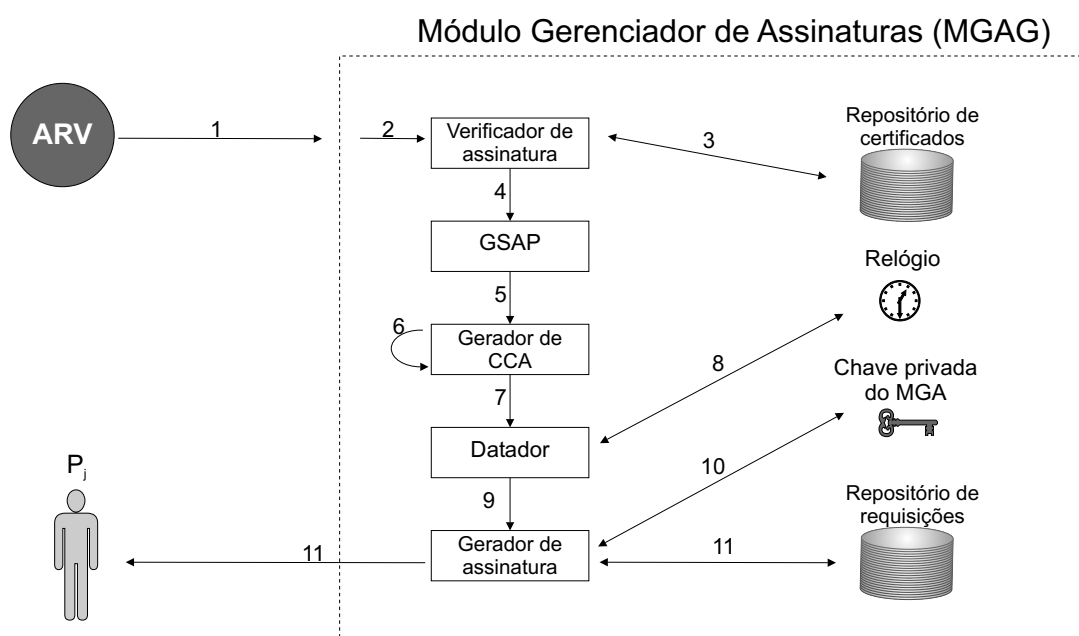 Módulo Gerenciador de Assinaturas (MGAG)
ARV
1
2
Verificador de
assinatura
3
Repositório de
certificados
4
GSAP
Relógio
5
6
Gerador de
CCA
8
Chave privada
do MGA
7
Datador
10
P j
9
Repositório de
requisições
11
Gerador de
assinatura
11